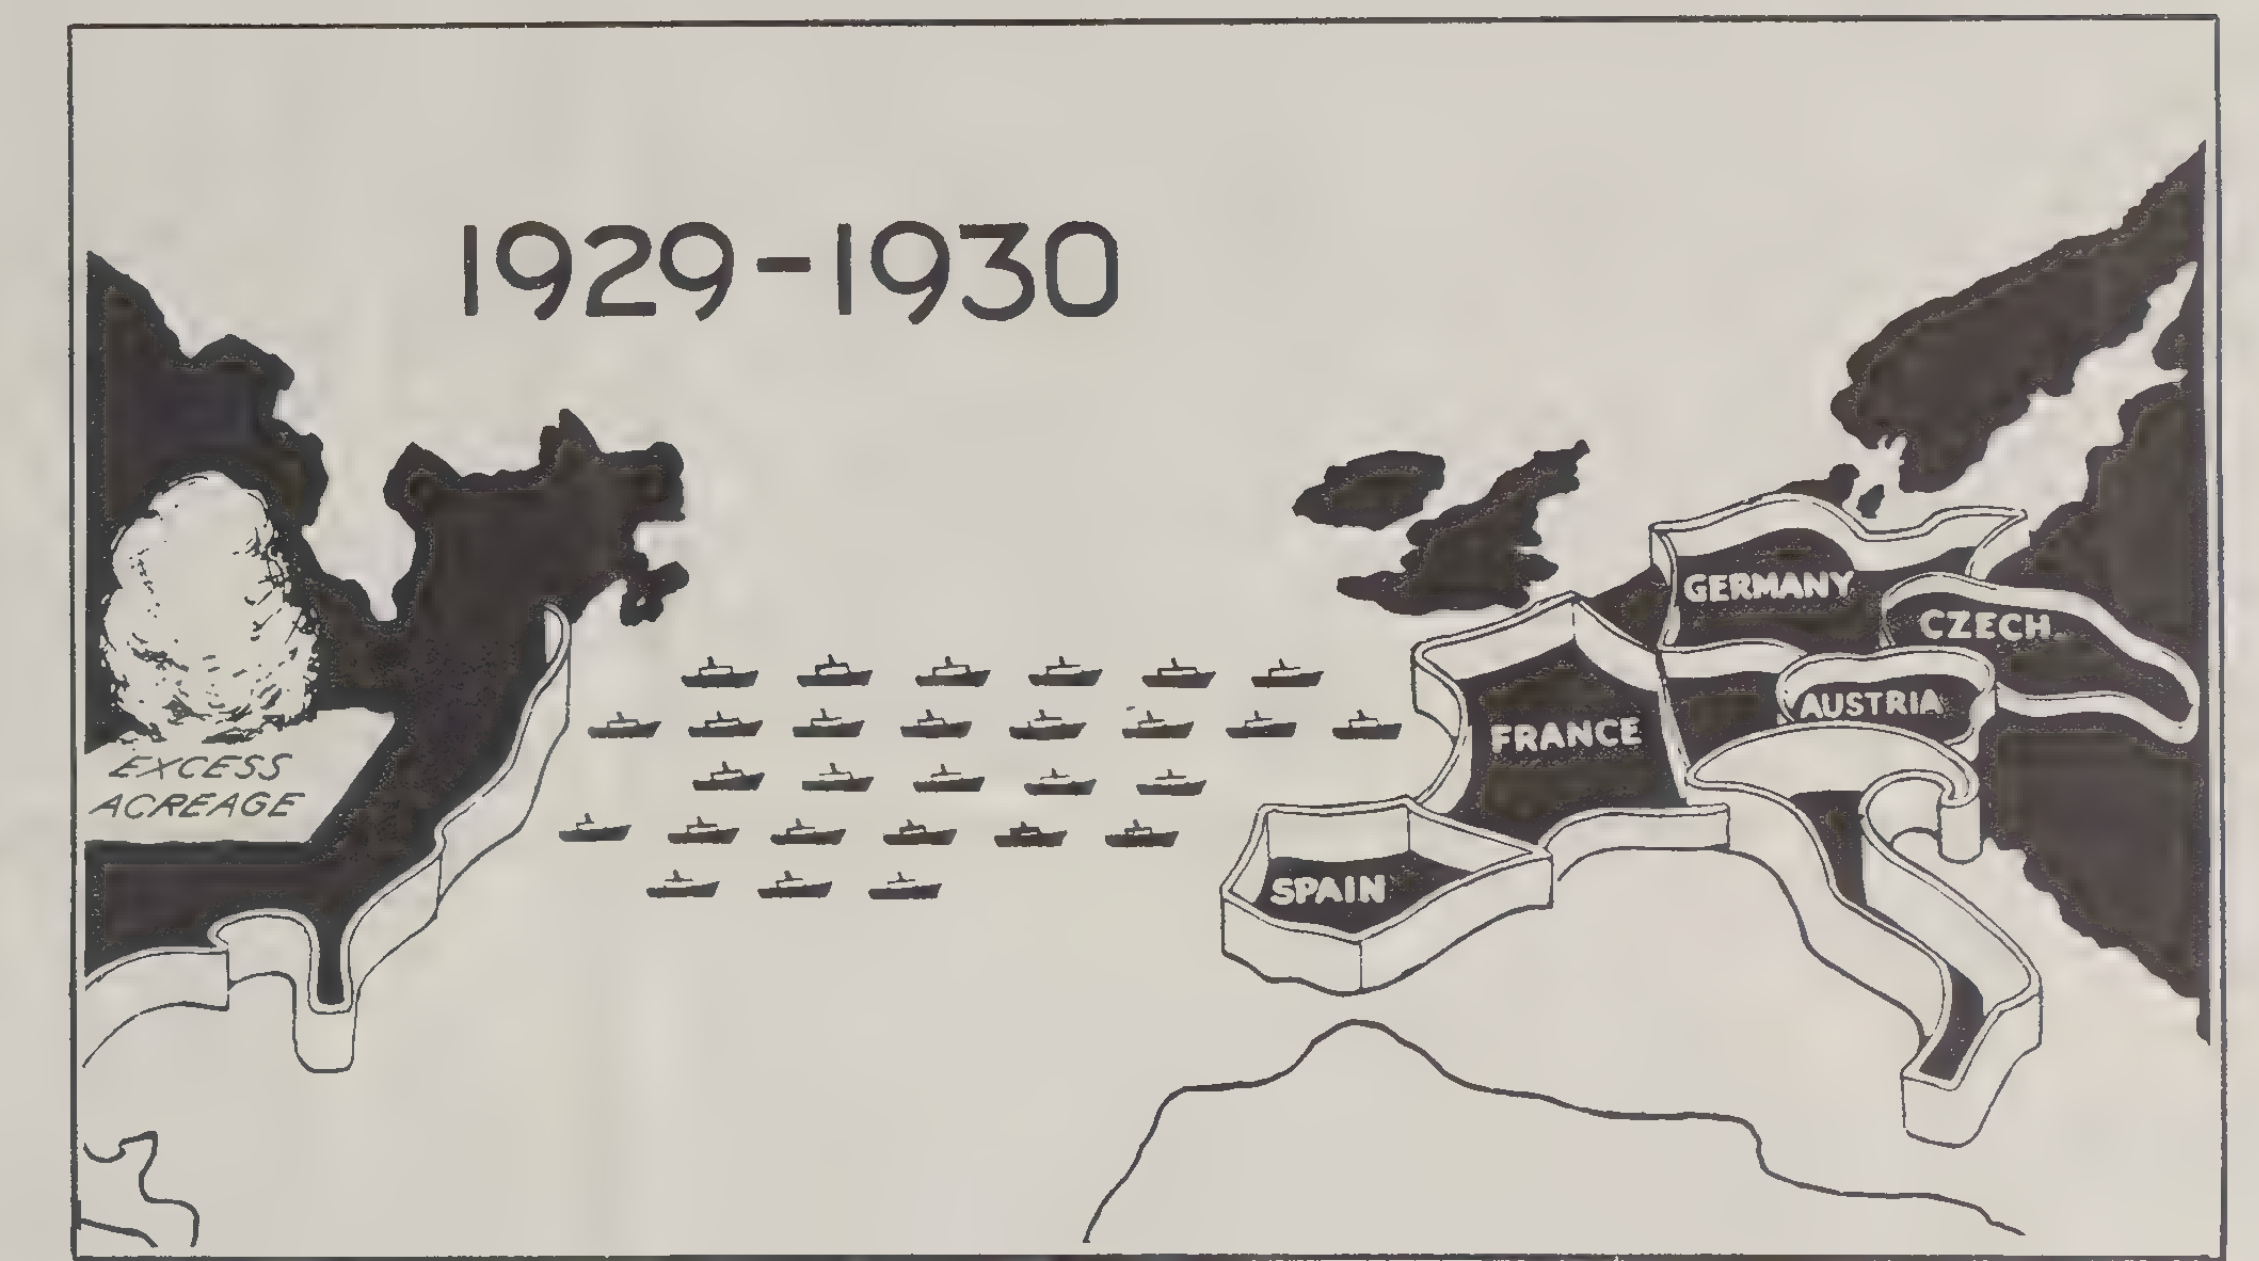 1929-1930
GERMANY
CZECH
AUSTRIA
FRANCE
EXCESS
ACREAGE
SPAIN